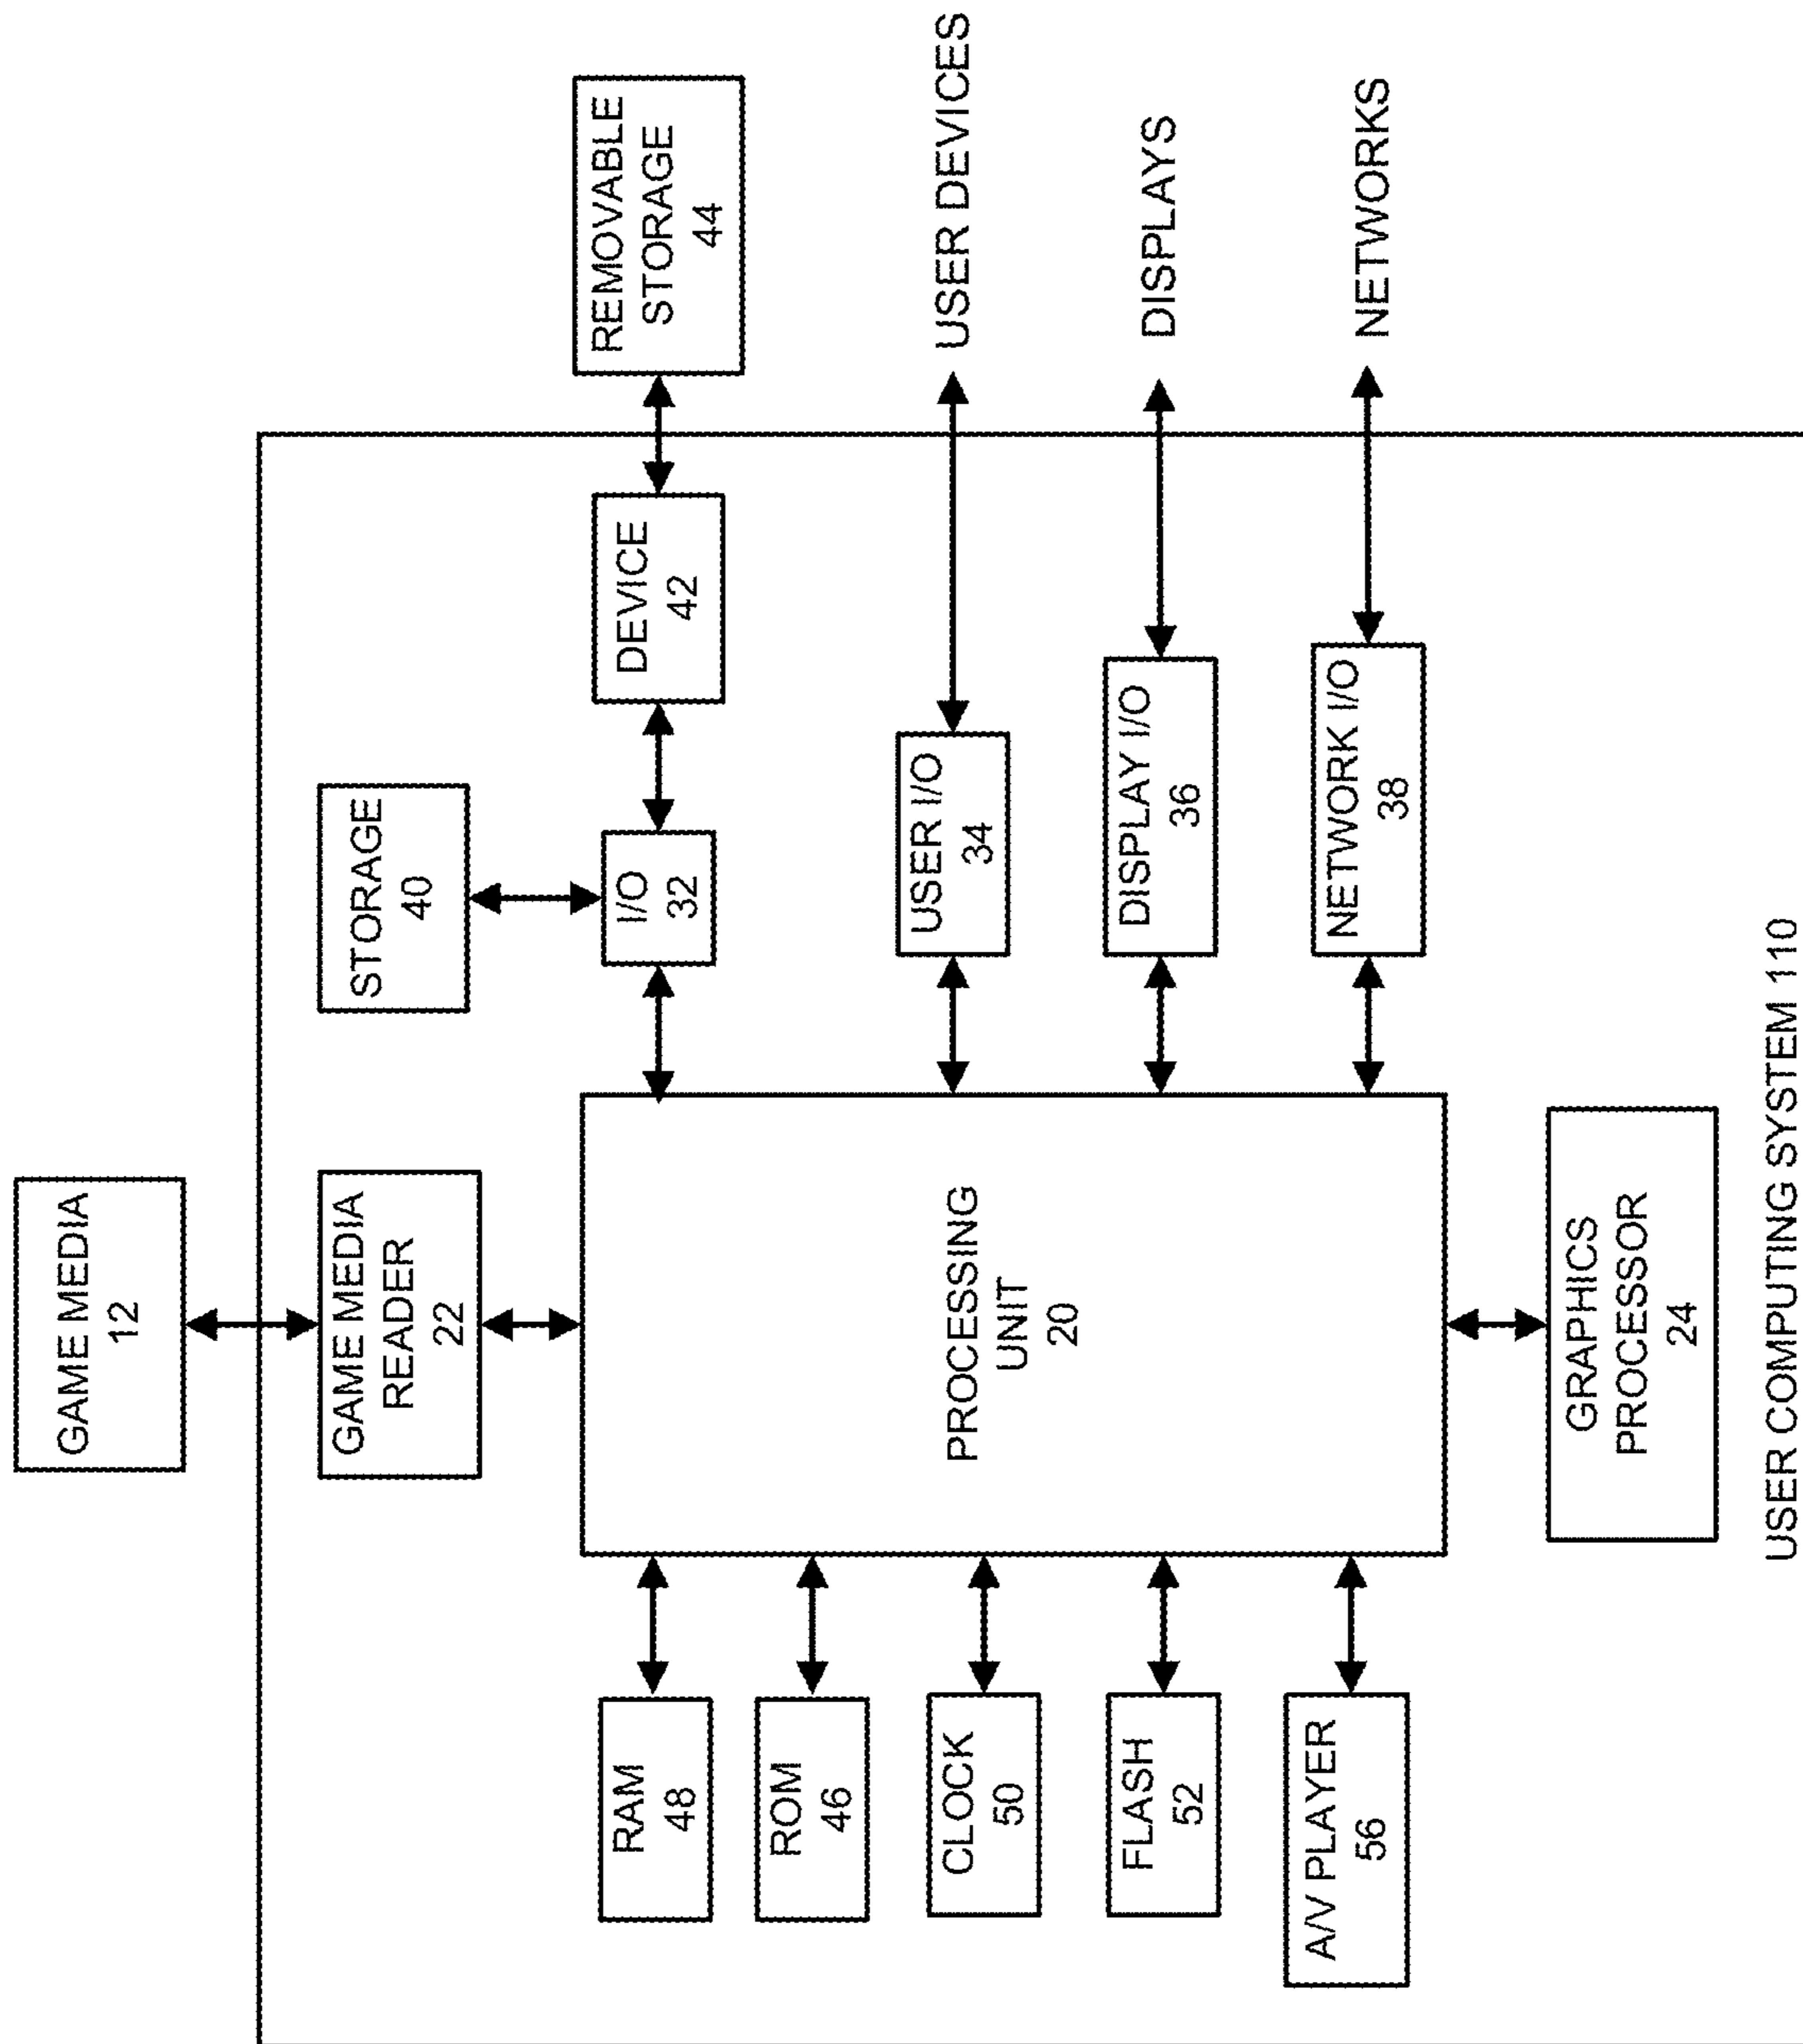 GAME MEDIA
12
GAME MEDIA
READER
22
STORAGE
40
RAM
48
ROM
46
CLOCK
50
FLASH
52
A/V PLAYER
56
PROCESSING
UNIT
20
GRAPHICS
PROCESSOR
24
I/O
32
DEVICE
42
REMOVABLE
STORAGE
44
USER I/O
34
USER DEVICES
DISPLAY I/O
36
DISPLAYS
NETWORK I/O
38
NETWORKS
USER COMPUTING SYSTEM 110